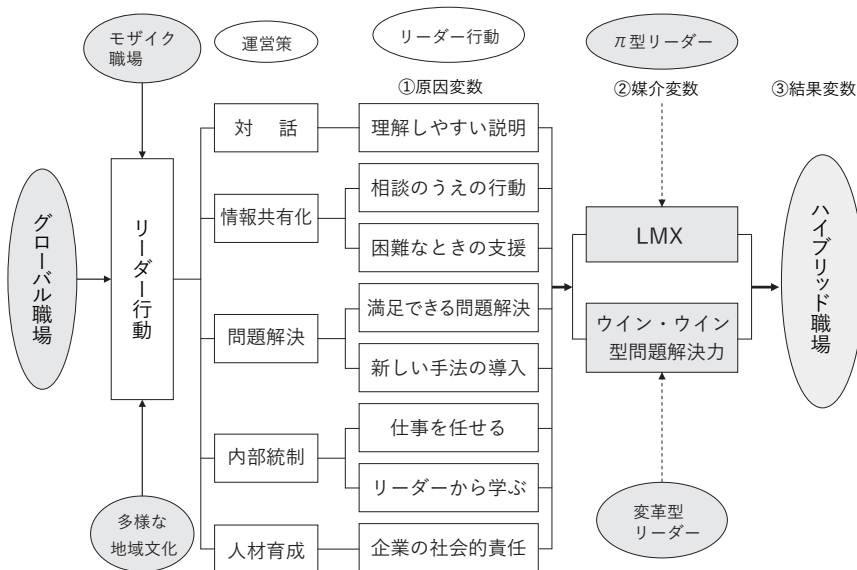 モザイク
職場
運営策
リーダー行動
π型リーダー
①原因変数
②媒介変数
③結果変数
対 話
理解しやすい説明
グローバル職場
リーダー行動
情報共有化
相談のうえの行動
困難なときの支援
LMX
ハイブリッド職場
問題解決
満足できる問題解決
新しい手法の導入
ウイン・ウイン
型問題解決力
内部統制
仕事を任せる
リーダーから学ぶ
多様な
地域文化
人材育成
企業の社会的責任
変革型
リーダー